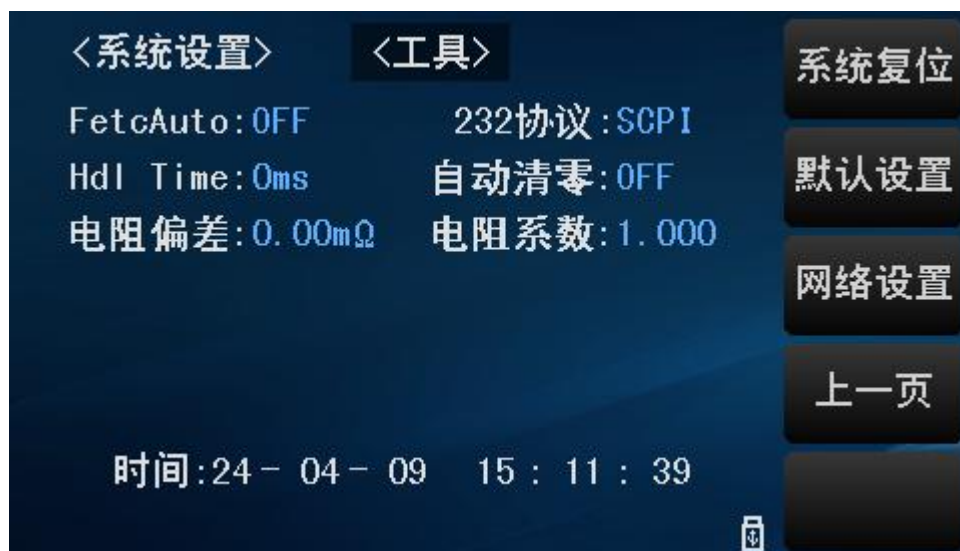 <系统设置> <工具>
FetcAuto:OFF 232协议:SCPI
Hdl Time:0ms 自动清零:OFF
电阻偏差:0.00mΩ 电阻系数:1.000
时间:24- 04- 09 15: 11: 39
系统复位
默认设置
网络设置
上一页